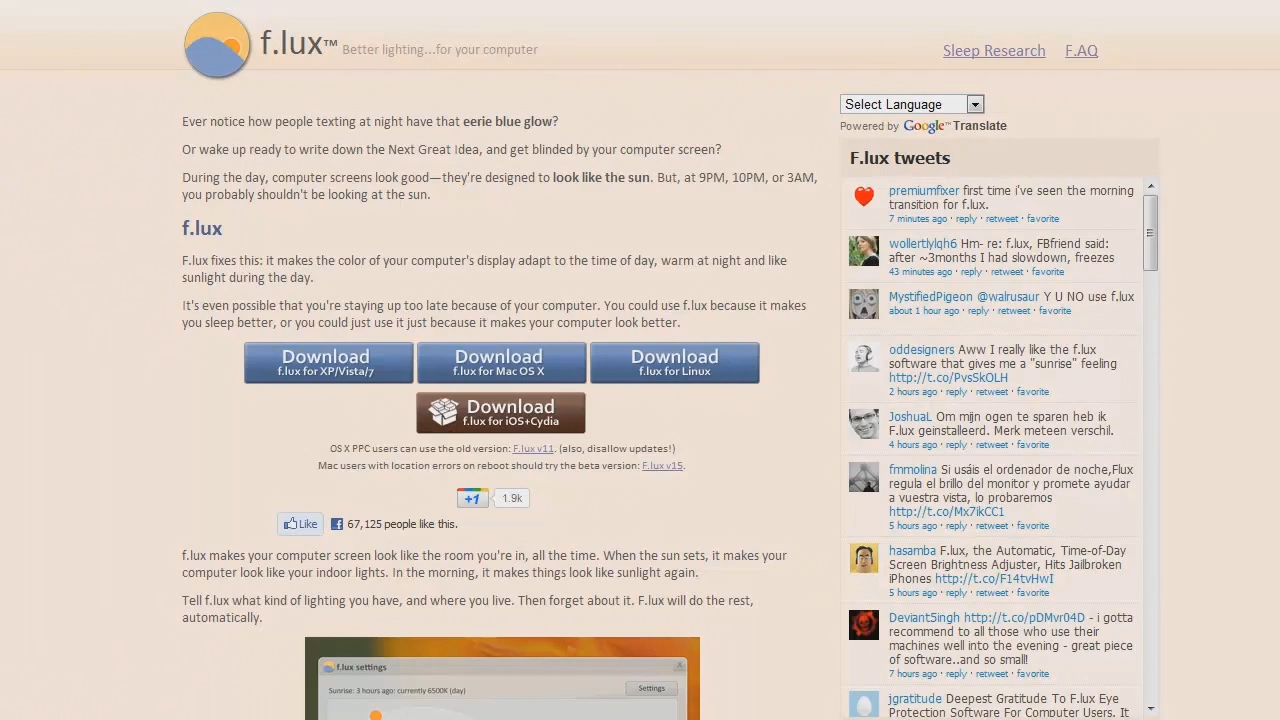 f.lux™ Better lighting...for your computer
Sleep Research F.AQ
Ever notice how people texting at night have that eerie blue glow?
Or wake up ready to write down the Next Great Idea, and get blinded by your computer screen?
During the day, computer screens look good—they're designed to look like the sun. But, at 9PM, 10PM, or 3AM,
you probably shouldn't be looking at the sun.
f.lux
F.lux fixes this: it makes the color of your computer's display adapt to the time of day, warm at night and like
sunlight during the day.
It's even possible that you're staying up too late because of your computer. You could use f.lux because it makes
you sleep better, or you could just use it just because it makes your computer look better.
Download
f.lux for XP/Vista/7
Download
f.lux for Mac OS X
Download
f.lux for Linux
Download
f.lux for iOS+Cydia
OS X PPC users can use the old version: F.lux v11. (also, disallow updates!)
Mac users with location errors on reboot should try the beta version: F.lux v15.
+1 1.9k
Like 67,125 people like this.
f.lux makes your computer screen look like the room you're in, all the time. When the sun sets, it makes your
computer look like your indoor lights. In the morning, it makes things look like sunlight again.
Tell f.lux what kind of lighting you have, and where you live. Then forget about it. F.lux will do the rest,
automatically.
f.lux settings X
Sunrise: 3 hours ago: currently 6500K (day) Settings
Select Language
Powered by Google™Translate
F.lux tweets
premiumfixer first time i've seen the morning
transition for f.lux.
7 minutes ago · reply · retweet · favorite
wollertlylqh6 Hm- re: f.lux, FBfriend said:
after ~3months I had slowdown, freezes
43 minutes ago · reply · retweet · favorite
MystifiedPigeon @walrusaur Y U NO use f.lux
about 1 hour ago · reply · retweet · favorite
oddesigners Aww I really like the f.lux
software that gives me a "sunrise" feeling
http://t.co/PvsSkOLH
2 hours ago · reply · retweet · favorite
JoshuaL Om mijn ogen te sparen heb ik
F.lux geinstalleerd. Merk meteen verschil.
4 hours ago · reply · retweet · favorite
fmmolina Si usáis el ordenador de noche,Flux
regula el brillo del monitor y promete ayudar
a vuestra vista, lo probaremos
http://t.co/Mx7ikCC1
5 hours ago · reply · retweet · favorite
hasamba F.lux, the Automatic, Time-of-Day
Screen Brightness Adjuster, Hits Jailbroken
iPhones http://t.co/F14tvHwI
5 hours ago · reply · retweet · favorite
Deviant5ingh http://t.co/pDMvr04D - i gotta
recommend to all those who use their
machines well into the evening - great piece
of software..and so small!
7 hours ago · reply · retweet · favorite
jgratitude Deepest Gratitude To F.lux Eye
Protection Software For Computer Users. It